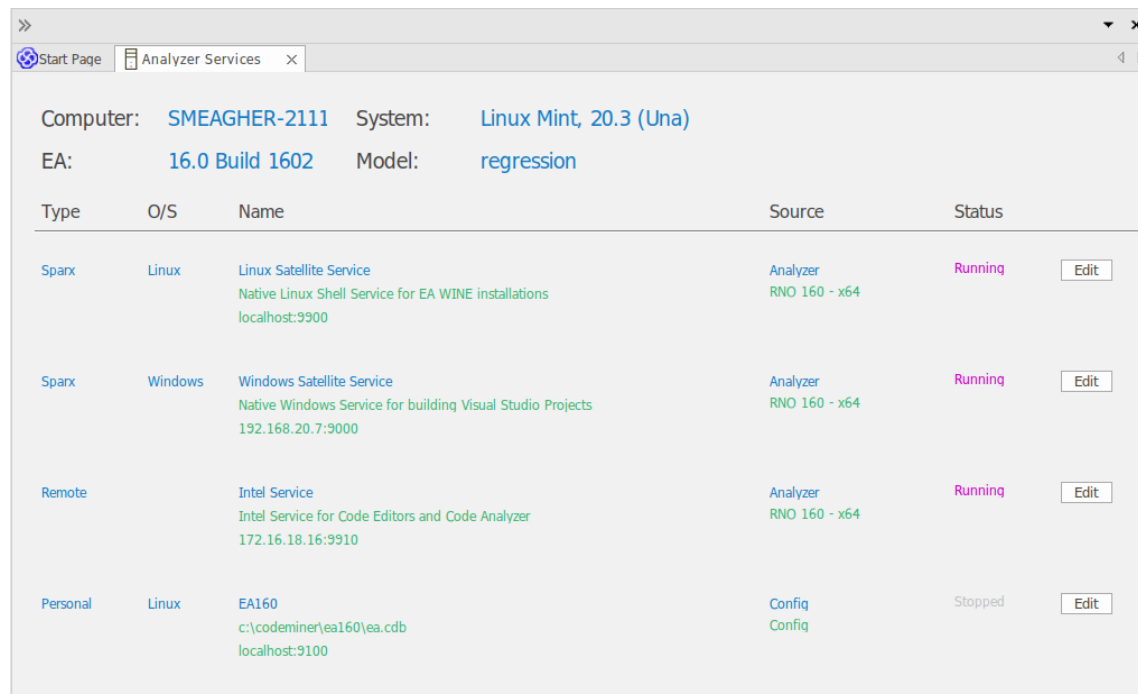 Start Page Analyzer Services
Computer: SMEAGHER-2111 System: Linux Mint, 20.3 (Una)
EA: 16.0 Build 1602 Model: regression
Type O/S Name Source Status
Sparx Linux Linux Satellite Service Analyzer Running Edit
Native Linux Shell Service for EA WINE installations RNO 160 - x64
localhost:9900
Sparx Windows Windows Satellite Service Analyzer Running Edit
Native Windows Service for building Visual Studio Projects RNO 160 - x64
192.168.20.7:9000
Remote Intel Service Analyzer Running Edit
Intel Service for Code Editors and Code Analyzer RNO 160 - x64
172.16.18.16:9910
Personal Linux EA160 Config Stopped Edit
c:\codeminer\ea160\ea.cdb Config
localhost:9100